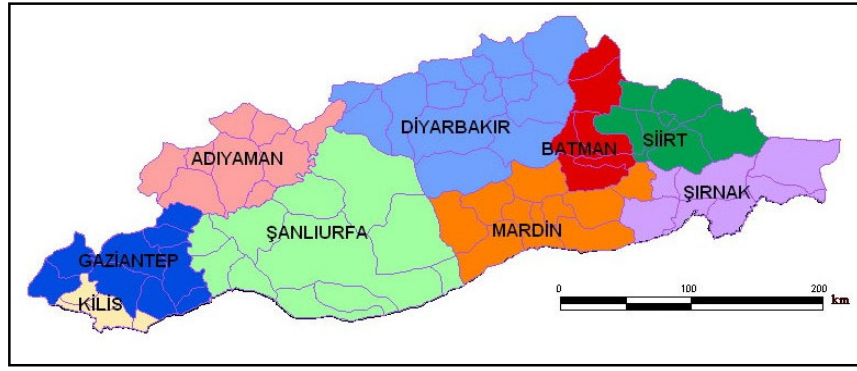 DİYARBAKIR
BATMAN
SİİRT
ADIYAMAN
ŞIRNAK
ŞANLIURFA
MARDİN
GAZİANTEP
KİLİS
0 100 200
km